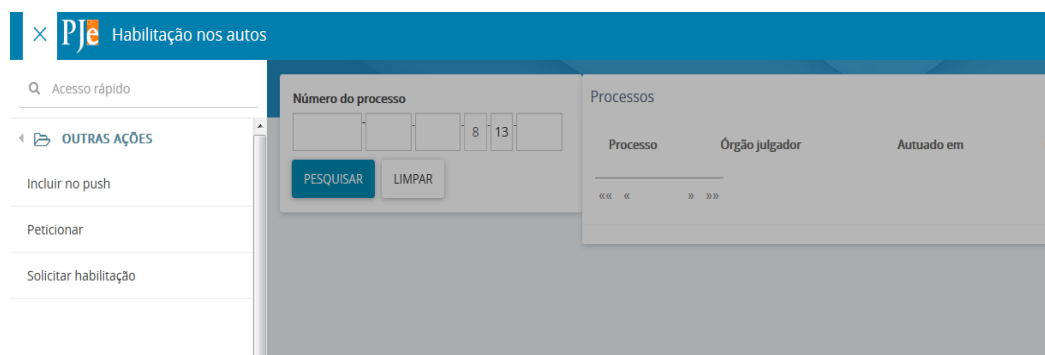 × PJe Habilitação nos autos
Acesso rápido
OUTRAS AÇÕES
Incluir no push
Peticionar
Solicitar habilitação
Número do processo
- - - 8 - 13 -
PESQUISAR LIMPAR
Processos
Processo Órgão julgador Autuado em
«« « » »»